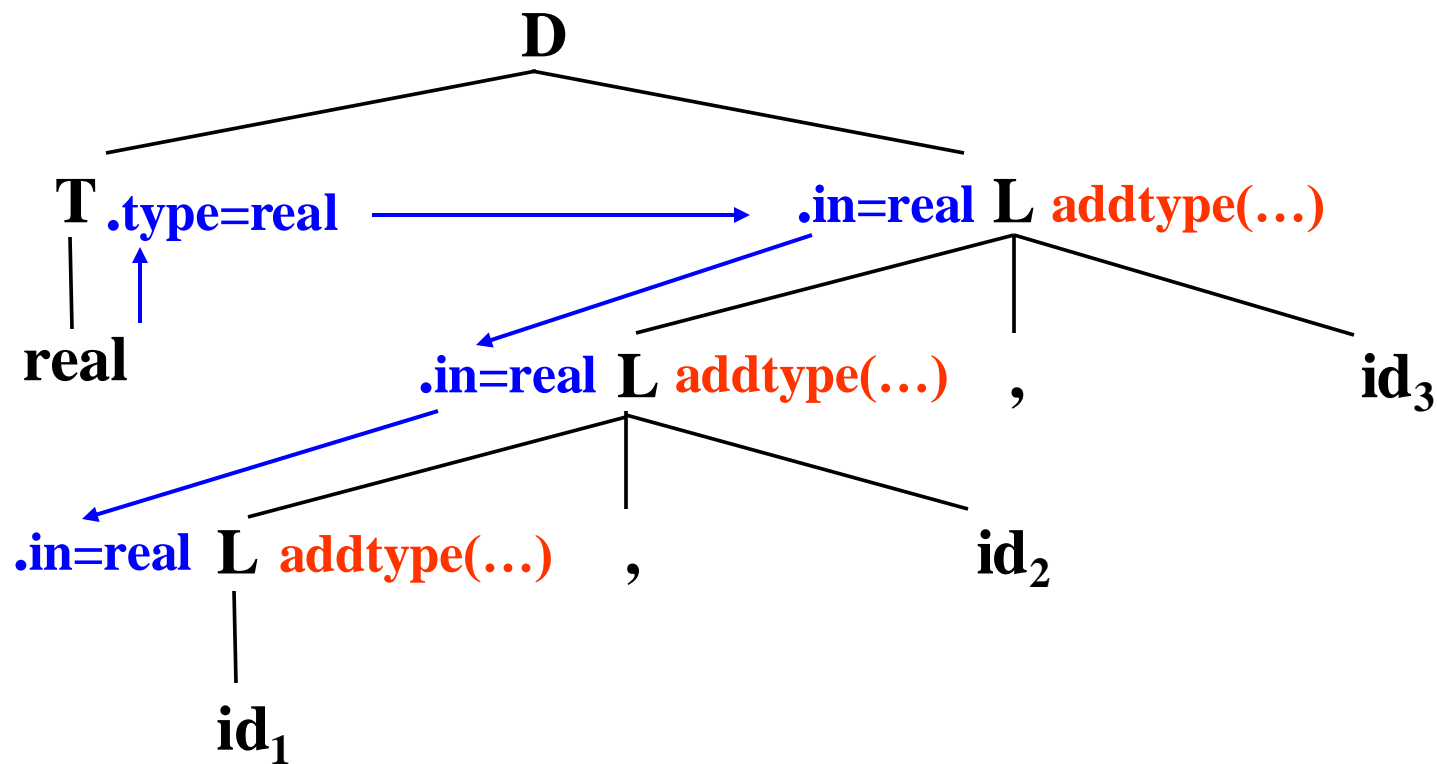 D
T .type=real .in=real L addtype(…)
real .in=real L addtype(…) , id₃
.in=real L addtype(…) , id₂
id₁